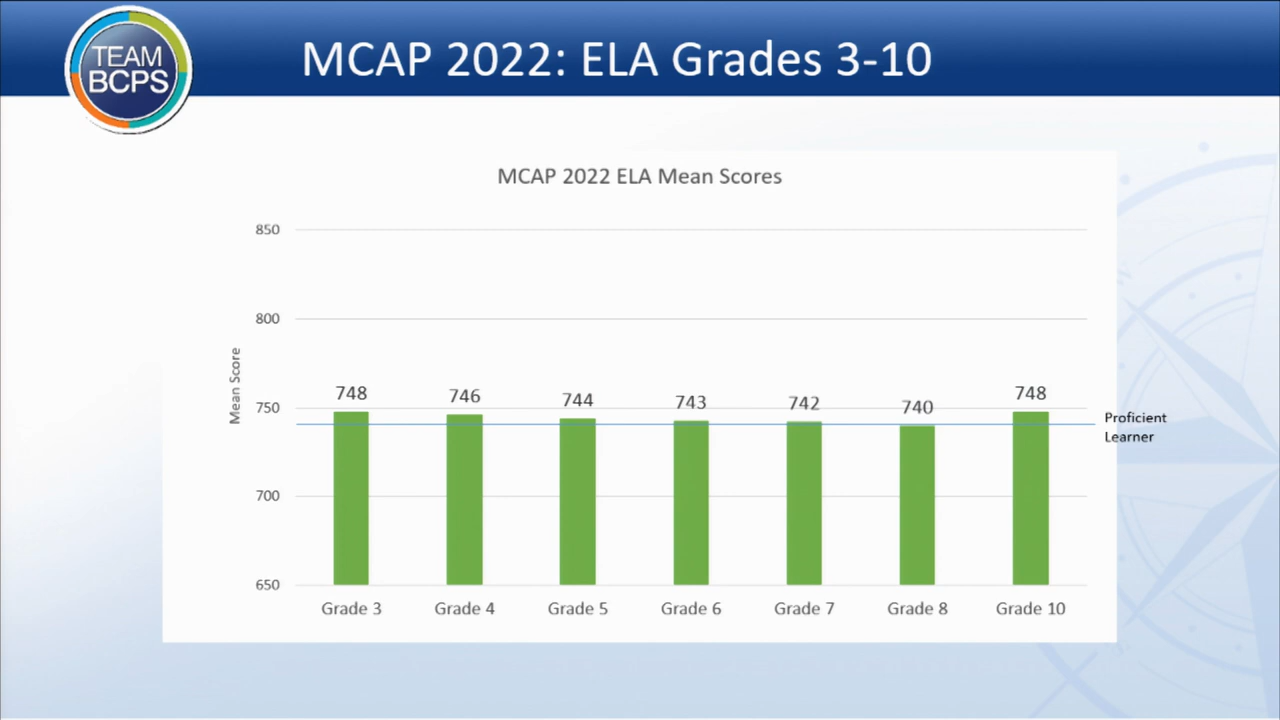 TEAM
BCPS
MCAP 2022: ELA Grades 3-10
MCAP 2022 ELA Mean Scores
850
800
750
700
650
Mean Score
748
746
744
743
742
740
748
Proficient
Learner
Grade 3
Grade 4
Grade 5
Grade 6
Grade 7
Grade 8
Grade 10